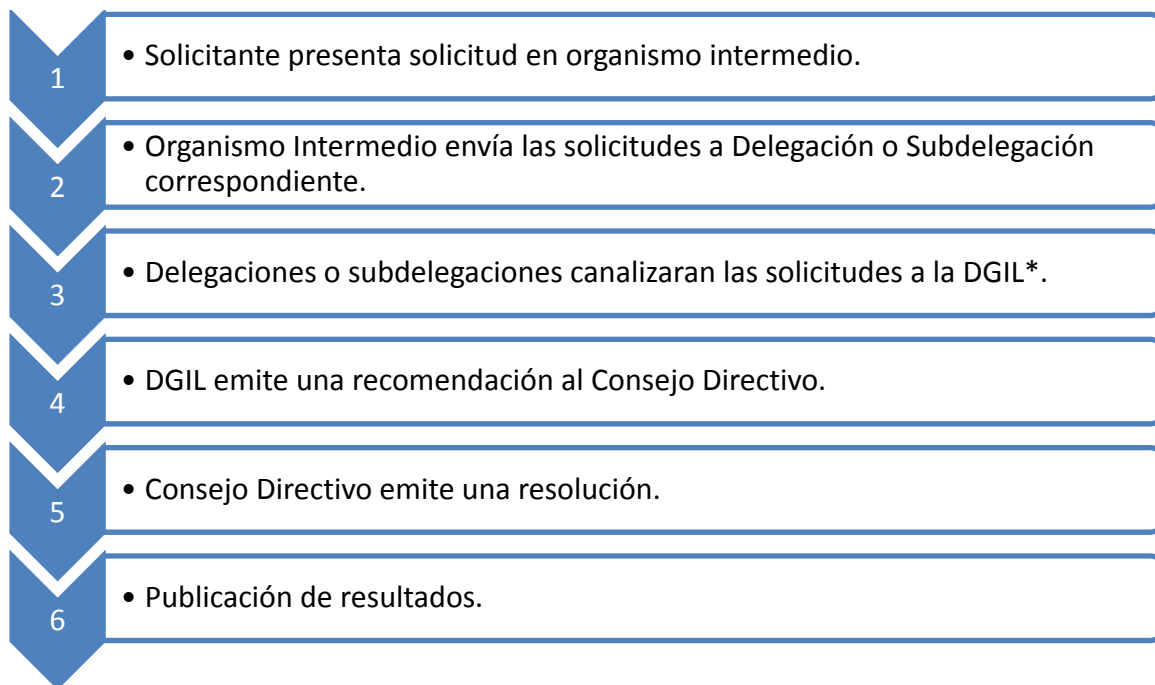 1
• Solicitante presenta solicitud en organismo intermedio.
2
• Organismo Intermedio envía las solicitudes a Delegación o Subdelegación
correspondiente.
3
• Delegaciones o subdelegaciones canalizaran las solicitudes a la DGIL*.
4
• DGIL emite una recomendación al Consejo Directivo.
5
• Consejo Directivo emite una resolución.
6
• Publicación de resultados.